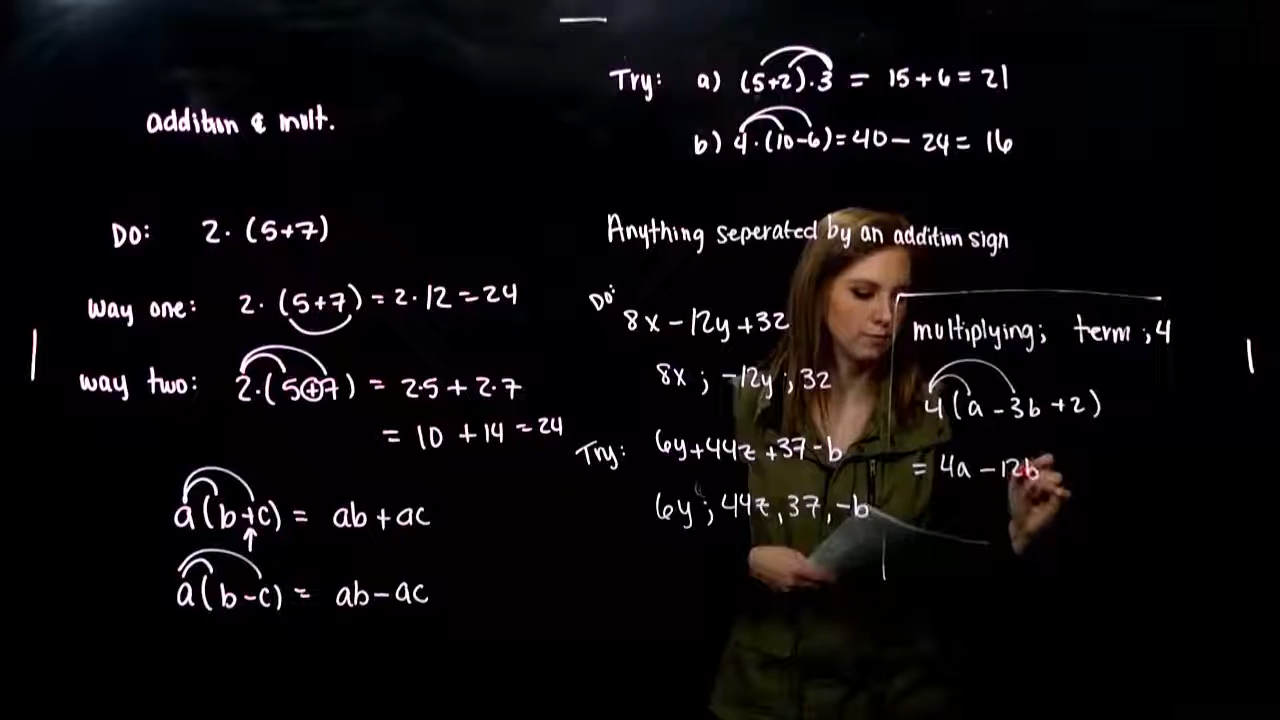 addition & mult.
Do: 2·(5+7)
way one: 2·(5+7) = 2·12 = 24
way two: 2·(5+7) = 2·5 + 2·7
= 10 + 14 = 24
a(b+c) = ab + ac
a(b-c) = ab - ac
Try: a) (5+2)·3 = 15 + 6 = 21
b) 4·(10-6) = 40 - 24 = 16
Anything seperated by an addition sign
Do:
8x - 12y + 32
8x ; -12y ; 32
Try: 6y + 44z + 37 - b
6y ; 44z , 37 , -b
multiplying; term ; 4
4(a - 3b + 2)
= 4a - 12b